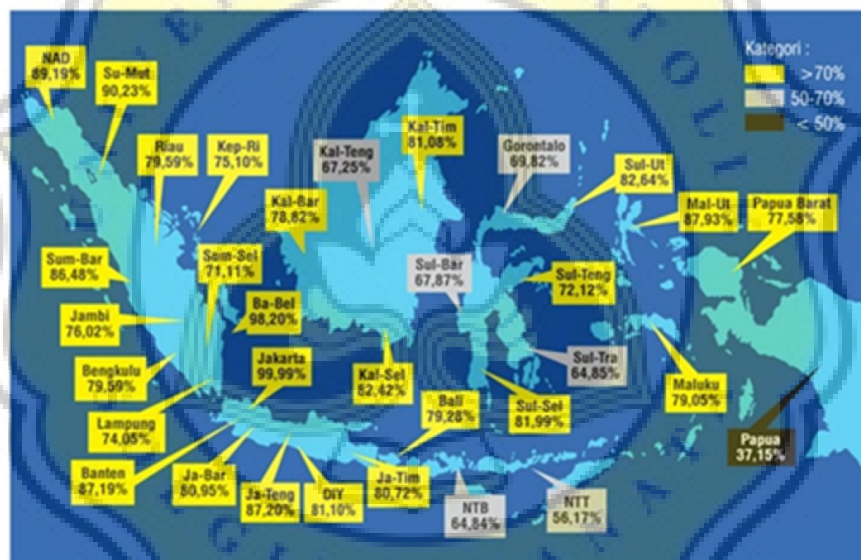 Kategori :
>70%
50-70%
< 50%
NAD
89,19%
Su-Mut
90,23%
Riau
79,59%
Kep-Ri
75,10%
Kal-Teng
67,25%
Kal-Tim
81,08%
Gorontalo
69,82%
Sul-Ut
82,64%
Mal-Ut
87,93%
Papua Barat
77,58%
Kal-Bar
78,82%
Sum-Bar
86,48%
Sum-Sel
71,11%
Sul-Bar
67,87%
Sul-Teng
72,12%
Jambi
76,02%
Ba-Bel
98,20%
Bengkulu
79,59%
Jakarta
99,99%
Kal-Sel
82,42%
Bali
79,28%
Sul-Sel
81,99%
Sul-Tra
64,85%
Maluku
79,05%
Lampung
74,05%
Papua
37,15%
Banten
87,19%
Ja-Bar
80,95%
Ja-Teng
87,20%
DIY
81,10%
Ja-Tim
80,72%
NTB
64,84%
NTT
56,17%